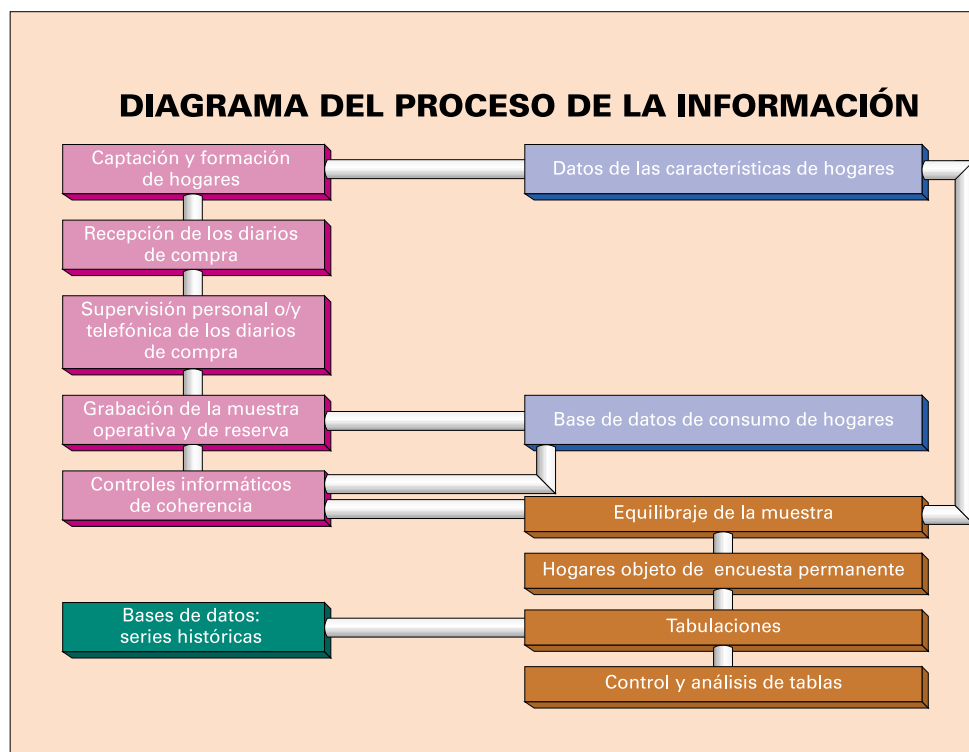 DIAGRAMA DEL PROCESO DE LA INFORMACIÓN
Captación y formación
de hogares
Datos de las características de hogares
Recepción de los diarios
de compra
Supervisión personal o/y
telefónica de los diarios
de compra
Grabación de la muestra
operativa y de reserva
Base de datos de consumo de hogares
Controles informáticos
de coherencia
Equilibraje de la muestra
Hogares objeto de encuesta permanente
Bases de datos:
series históricas
Tabulaciones
Control y análisis de tablas